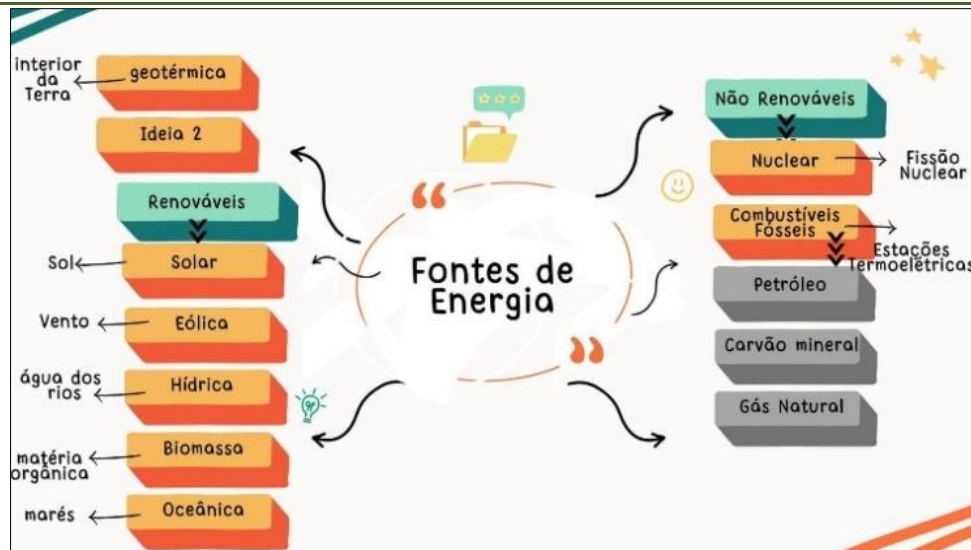 interior
da
Terra
geotérmica
Ideia 2
Renováveis
Sol
Solar
Vento
Eólica
água dos
rios
Hídrica
matéria
orgânica
Biomassa
marés
Oceânica
Fontes de
Energia
Não Renováveis
Nuclear
Fissão
Nuclear
Combustíveis
Fósseis
Estações
Termoelétricas
Petróleo
Carvão mineral
Gás Natural